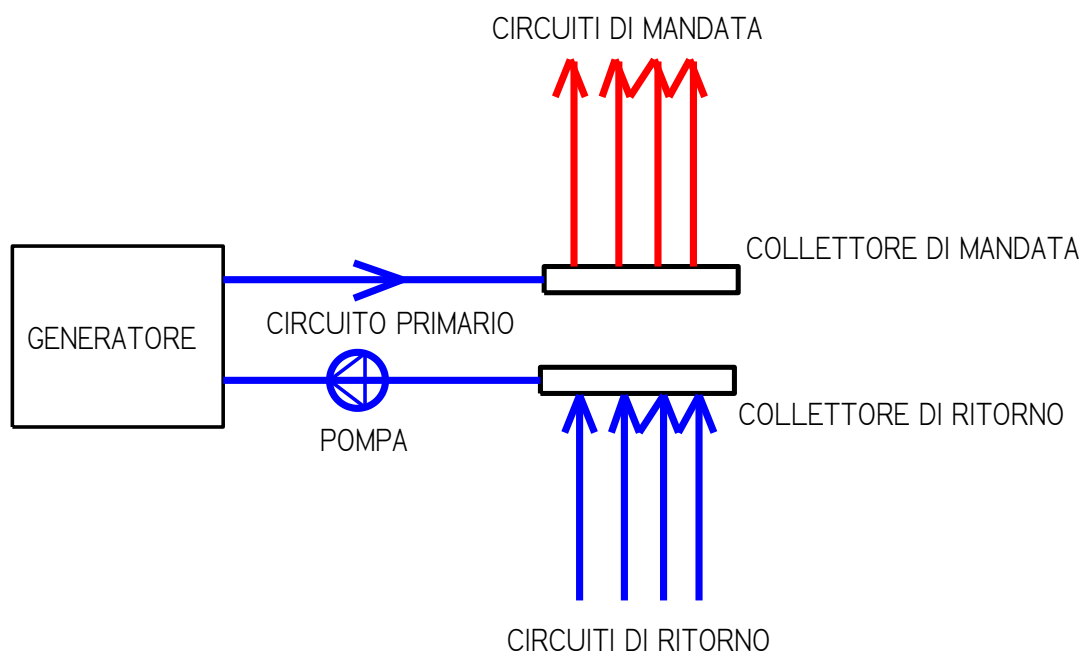 CIRCUITI DI MANDATA
COLLETTORE DI MANDATA
CIRCUITO PRIMARIO
GENERATORE
COLLETTORE DI RITORNO
POMPA
CIRCUITI DI RITORNO